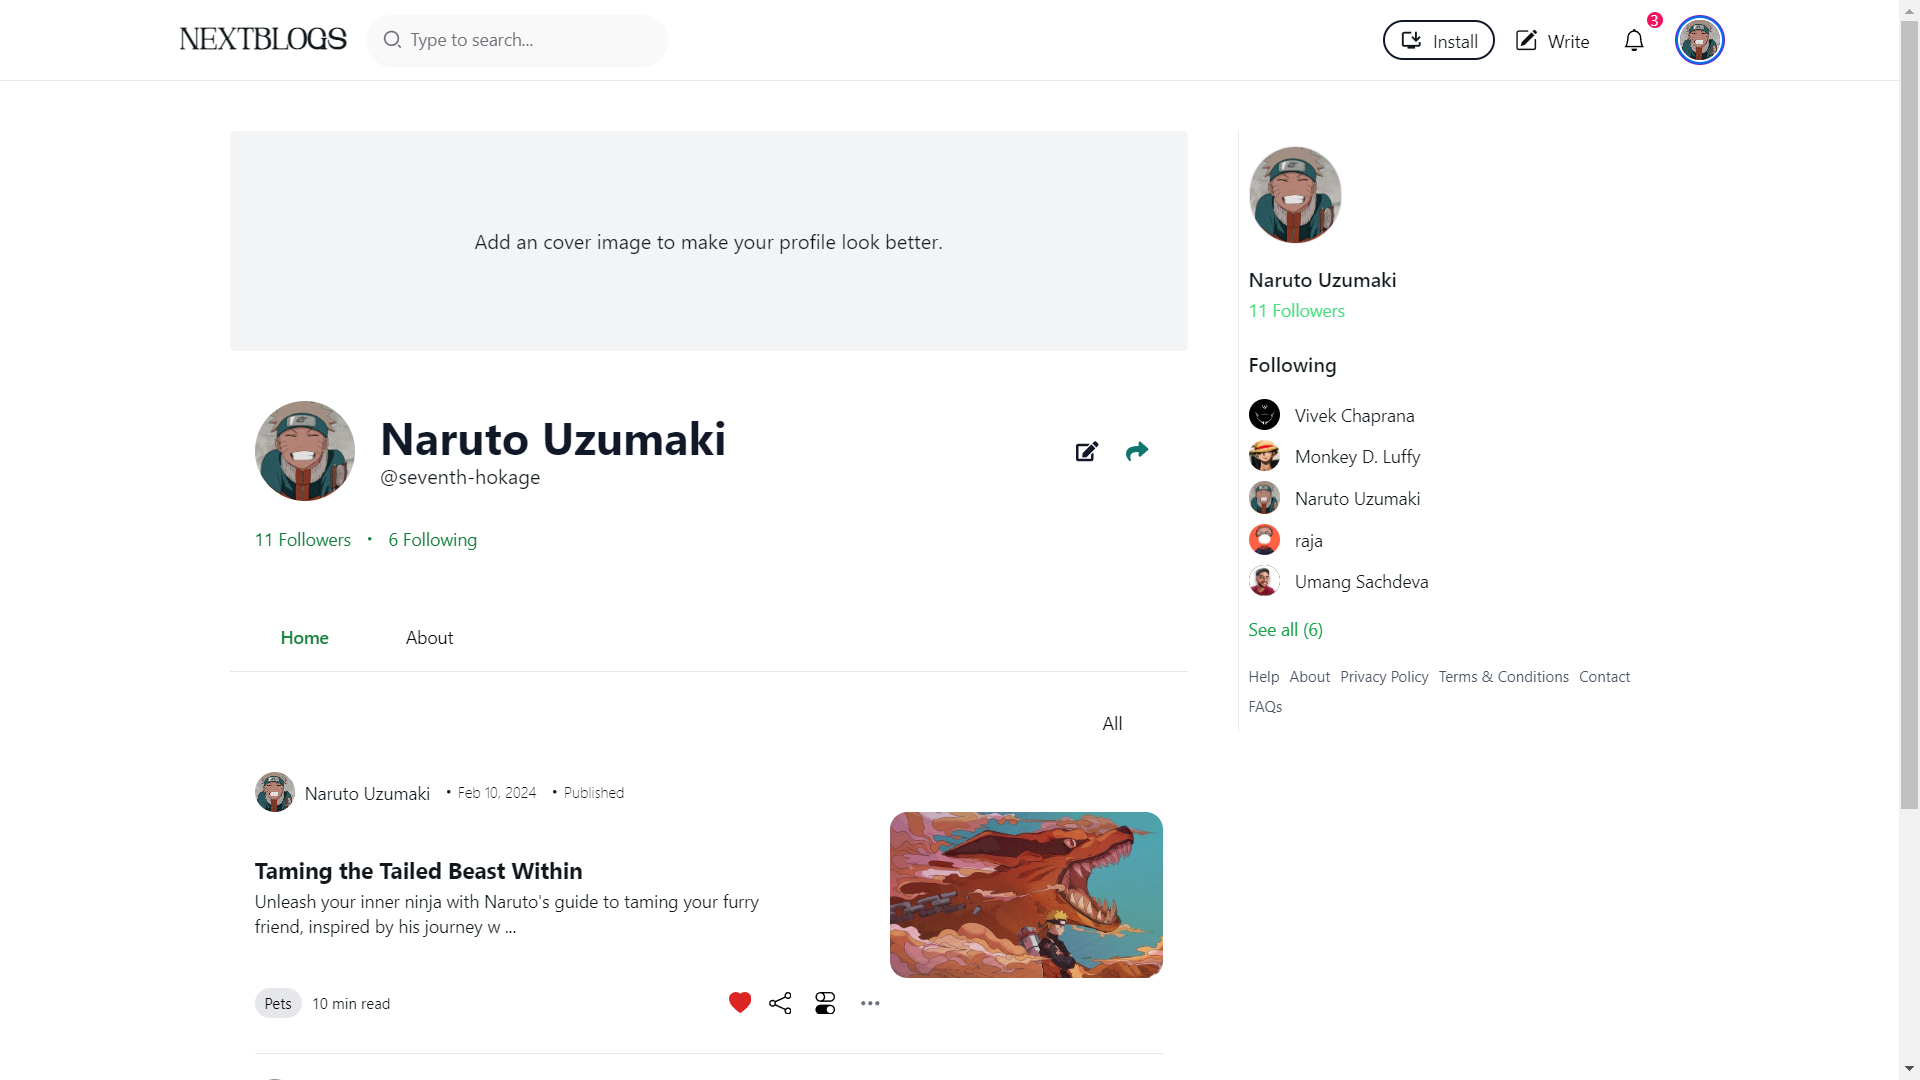 NEXTBLOGS
Type to search...
Install
Write
3
Add an cover image to make your profile look better.
Naruto Uzumaki
@seventh-hokage
11 Followers • 6 Following
Home
About
All
Naruto Uzumaki • Feb 10, 2024 • Published
Taming the Tailed Beast Within
Unleash your inner ninja with Naruto's guide to taming your furry
friend, inspired by his journey w ...
Pets
10 min read
Naruto Uzumaki
11 Followers
Following
Vivek Chaprana
Monkey D. Luffy
Naruto Uzumaki
raja
Umang Sachdeva
See all (6)
Help About Privacy Policy Terms & Conditions Contact
FAQs